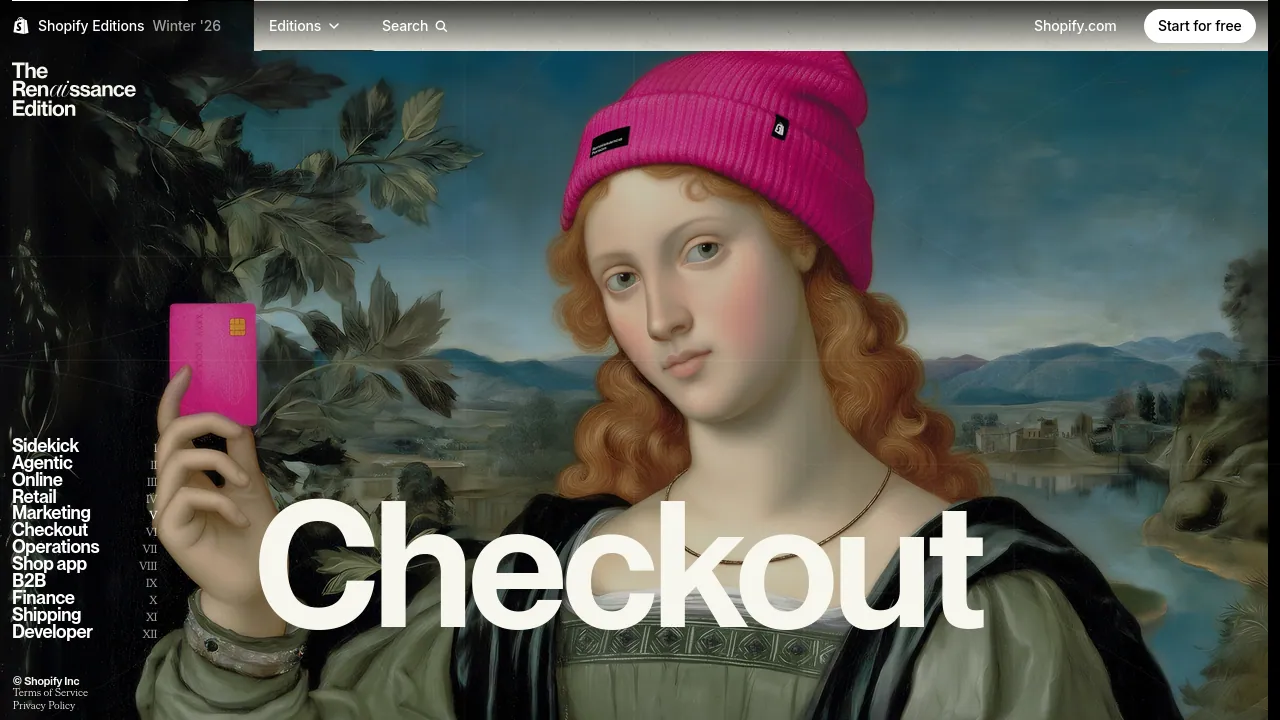 Shopify Editions Winter '26
Editions
Search
Shopify.com
Start for free
The
Renaissance
Edition
Sidekick I
Agentic II
Online III
Retail IV
Marketing V
Checkout VI
Operations VII
Shop app VIII
B2B IX
Finance X
Shipping XI
Developer XII
Checkout
© Shopify Inc
Terms of Service
Privacy Policy